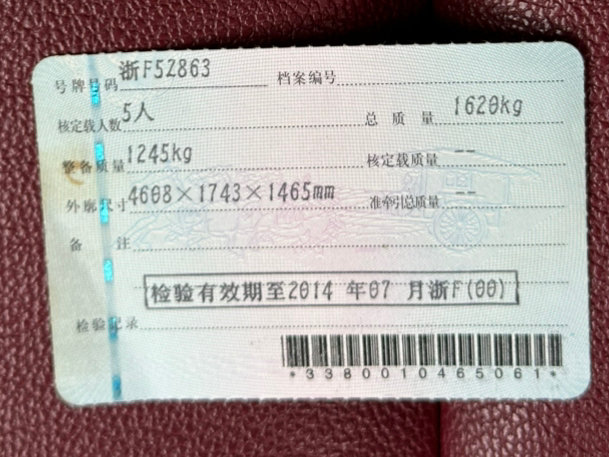 号牌号码 浙F52863 档案编号
核定载人数 5人 总质量 1620kg
整备质量 1245kg 核定载质量 --
外廓尺寸 4608×1743×1465mm 准牵引总质量 --
备注
检验有效期至2014 年07 月浙F(00)
检验记录
*3380010465061*